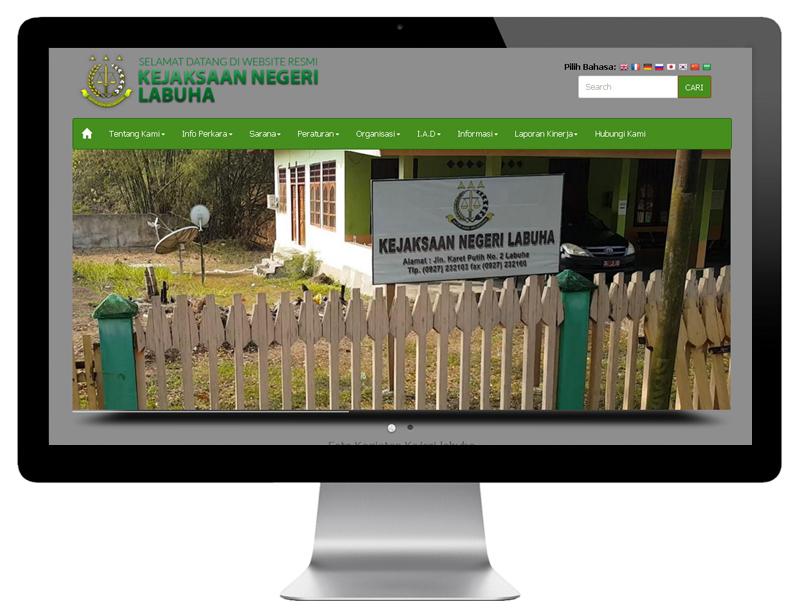 SELAMAT DATANG DI WEBSITE RESMI
KEJAKSAAN NEGERI
LABUHA
Pilih Bahasa:
Search
CARI
Tentang Kami
Info Perkara
Sarana
Peraturan
Organisasi
I.A.D
Informasi
Laporan Kinerja
Hubungi Kami
KEJAKSAAN NEGERI LABUHA
Alamat : Jln. Karet Putih No. 2 Labuha
Tlp. (0927) 232103 fax (0927) 232160